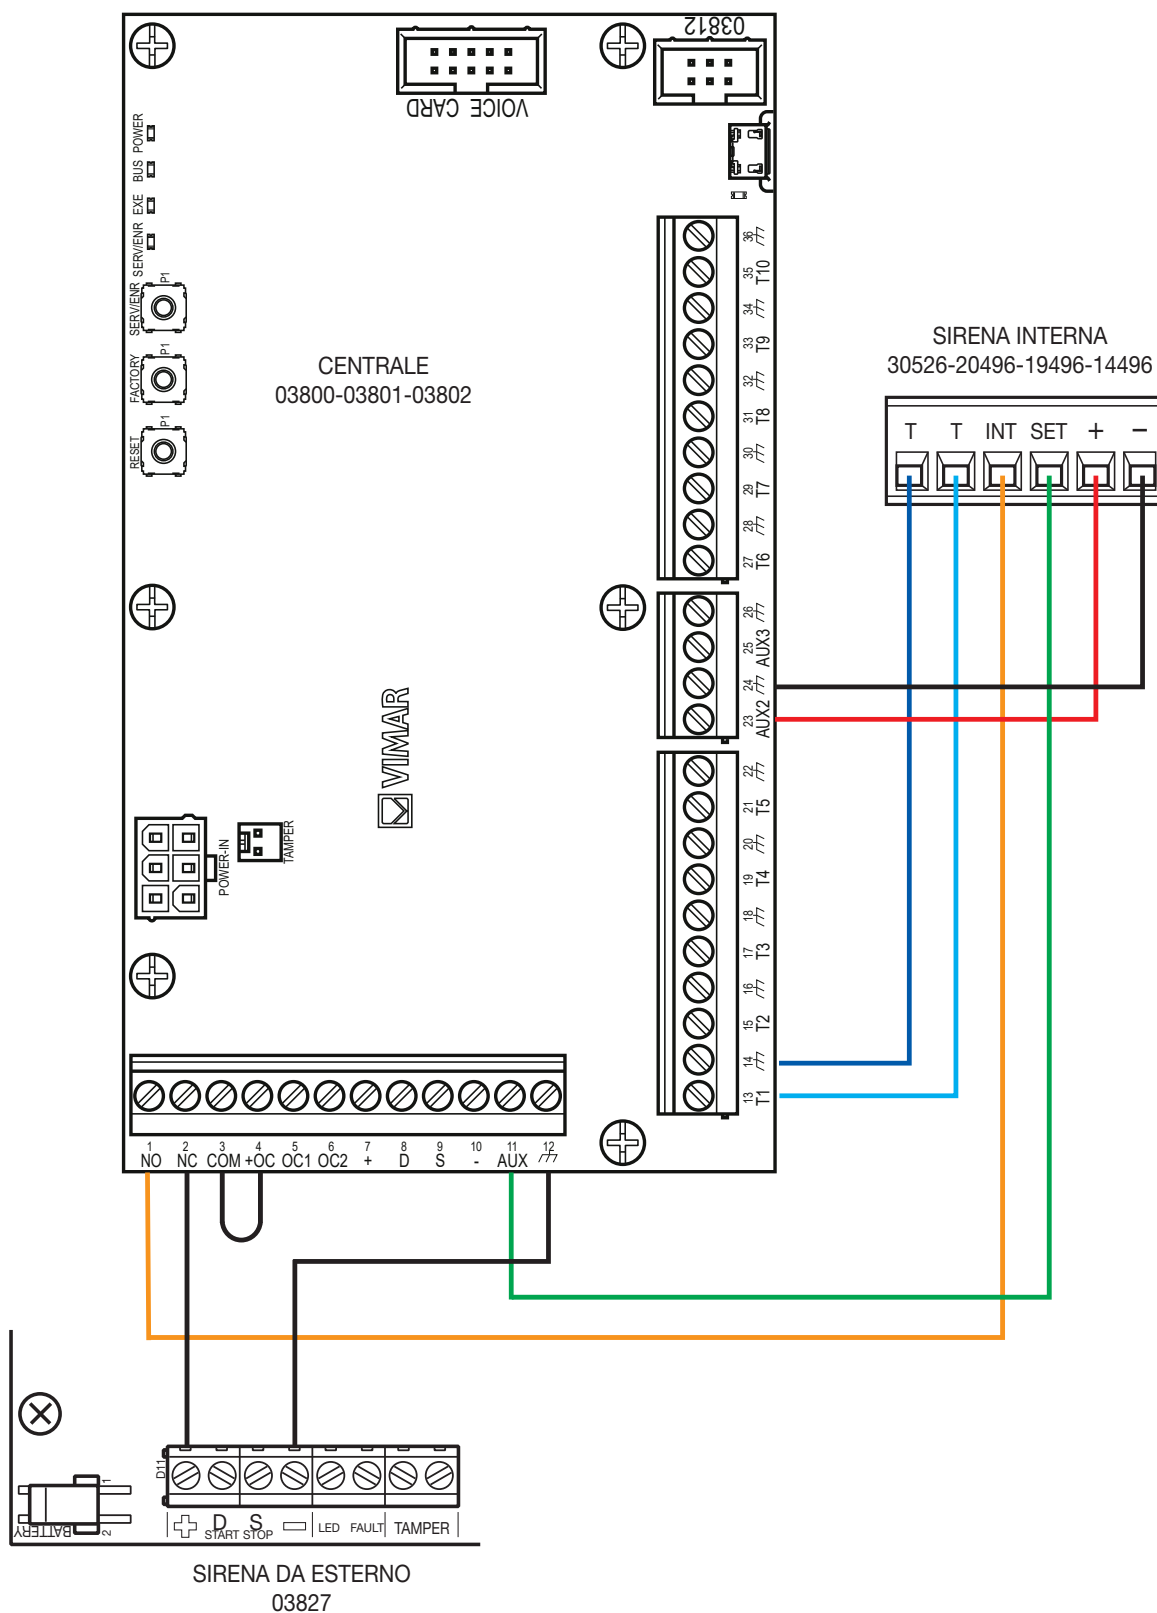 03812
VOICE CARD
POWER
BUS
EXE
SERV/ENR
SERV/ENR
P1
FACTORY
P1
RESET
P1
CENTRALE
03800-03801-03802
36
35 T10
34
33 T9
32
31 T8
30
29 T7
28
27 T6
26
25 AUX3
24
23 AUX2
22
21 T5
20
19 T4
18
17 T3
16
15 T2
14
13 T1
SIRENA INTERNA
30526-20496-19496-14496
T T INT SET + −
VIMAR
POWER-IN
TAMPER
1 2 3 4 5 6 7 8 9 10 11 12
NO NC COM +OC OC1 OC2 + D S - AUX
D11
BATTERY
1
2
D S
START STOP LED FAULT TAMPER
SIRENA DA ESTERNO
03827